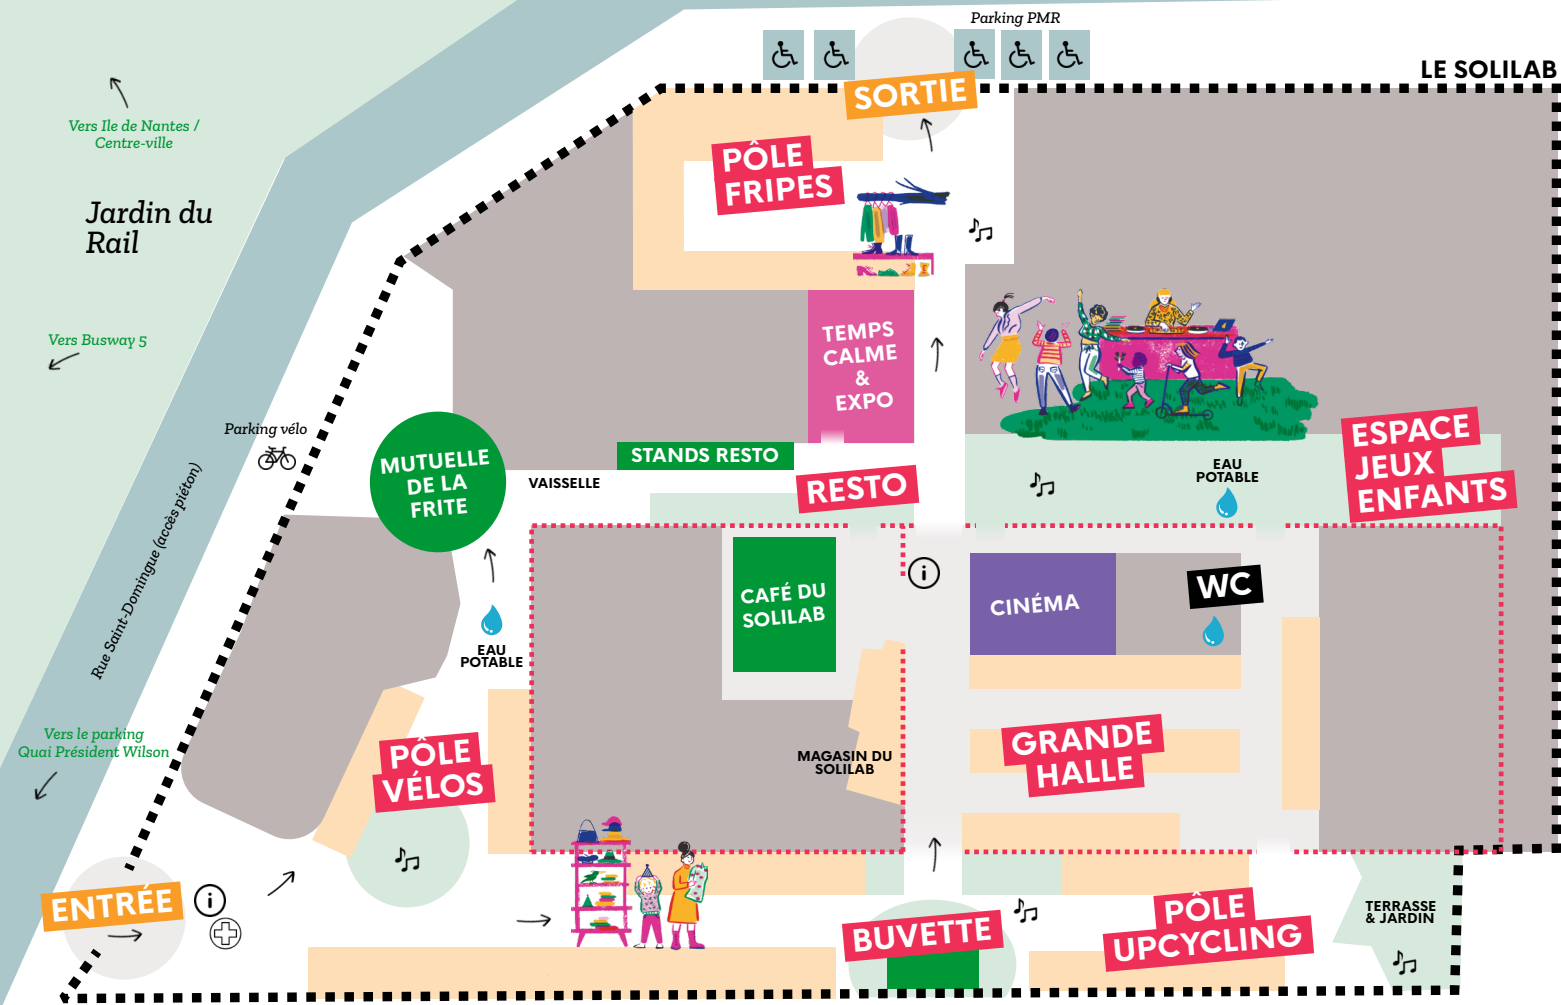 Parking PMR
LE SOLILAB
SORTIE
Vers Ile de Nantes /
Centre-ville
PÔLE
FRIPES
Jardin du
Rail
TEMPS
CALME
&
EXPO
Vers Busway 5
Parking vélo
MUTUELLE
DE LA
FRITE
STANDS RESTO
VAISSELLE
RESTO
ESPACE
JEUX
ENFANTS
EAU
POTABLE
Rue Saint-Domingue (accès piéton)
CAFÉ DU
SOLILAB
i
CINÉMA
WC
EAU
POTABLE
Vers le parking
Quai Président Wilson
PÔLE
VÉLOS
MAGASIN DU
SOLILAB
GRANDE
HALLE
ENTRÉE
i
BUVETTE
PÔLE
UPCYCLING
TERRASSE
& JARDIN